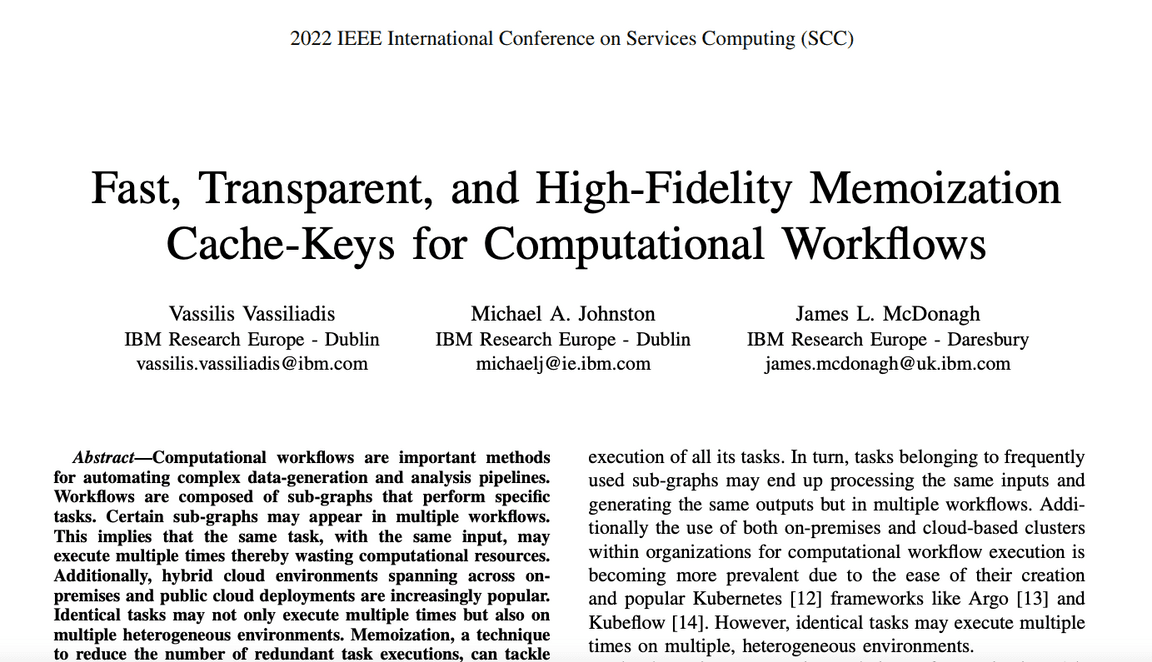 2022 IEEE International Conference on Services Computing (SCC)
Fast, Transparent, and High-Fidelity Memoization
Cache-Keys for Computational Workflows
Vassilis Vassiliadis
IBM Research Europe - Dublin
vassilis.vassiliadis@ibm.com
Michael A. Johnston
IBM Research Europe - Dublin
michaelj@ie.ibm.com
James L. McDonagh
IBM Research Europe - Daresbury
james.mcdonagh@uk.ibm.com
Abstract—Computational workflows are important methods
for automating complex data-generation and analysis pipelines.
Workflows are composed of sub-graphs that perform specific
tasks. Certain sub-graphs may appear in multiple workflows.
This implies that the same task, with the same input, may
execute multiple times thereby wasting computational resources.
Additionally, hybrid cloud environments spanning across on-
premises and public cloud deployments are increasingly popular.
Identical tasks may not only execute multiple times but also on
multiple heterogeneous environments. Memoization, a technique
to reduce the number of redundant task executions, can tackle
execution of all its tasks. In turn, tasks belonging to frequently
used sub-graphs may end up processing the same inputs and
generating the same outputs but in multiple workflows. Addi-
tionally the use of both on-premises and cloud-based clusters
within organizations for computational workflow execution is
becoming more prevalent due to the ease of their creation
and popular Kubernetes [12] frameworks like Argo [13] and
Kubeflow [14]. However, identical tasks may execute multiple
times on multiple, heterogeneous environments.